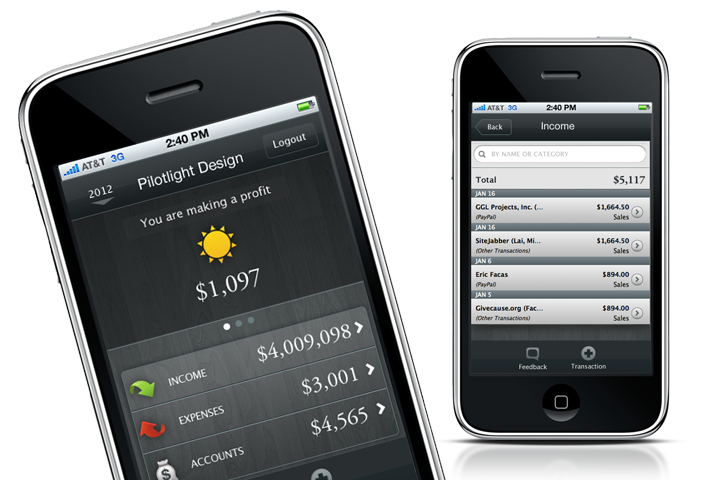 AT&T 3G 2:40 PM
2012 Pilotlight Design Logout
You are making a profit
$1,097
INCOME $4,009,098
EXPENSES $3,001
ACCOUNTS $4,565
$
AT&T 3G 2:40 PM
Back Income
BY NAME OR CATEGORY
Total $5,117
JAN 16
GGL Projects, Inc. (... $1,664.50
(PayPal) Sales
JAN 16
SiteJabber (Lai, Mi... $1,664.50
(Other Transactions) Sales
JAN 6
Eric Facas $894.00
(PayPal) Sales
JAN 5
Givecause.org (Fac... $894.00
(Other Transactions) Sales
Feedback Transaction